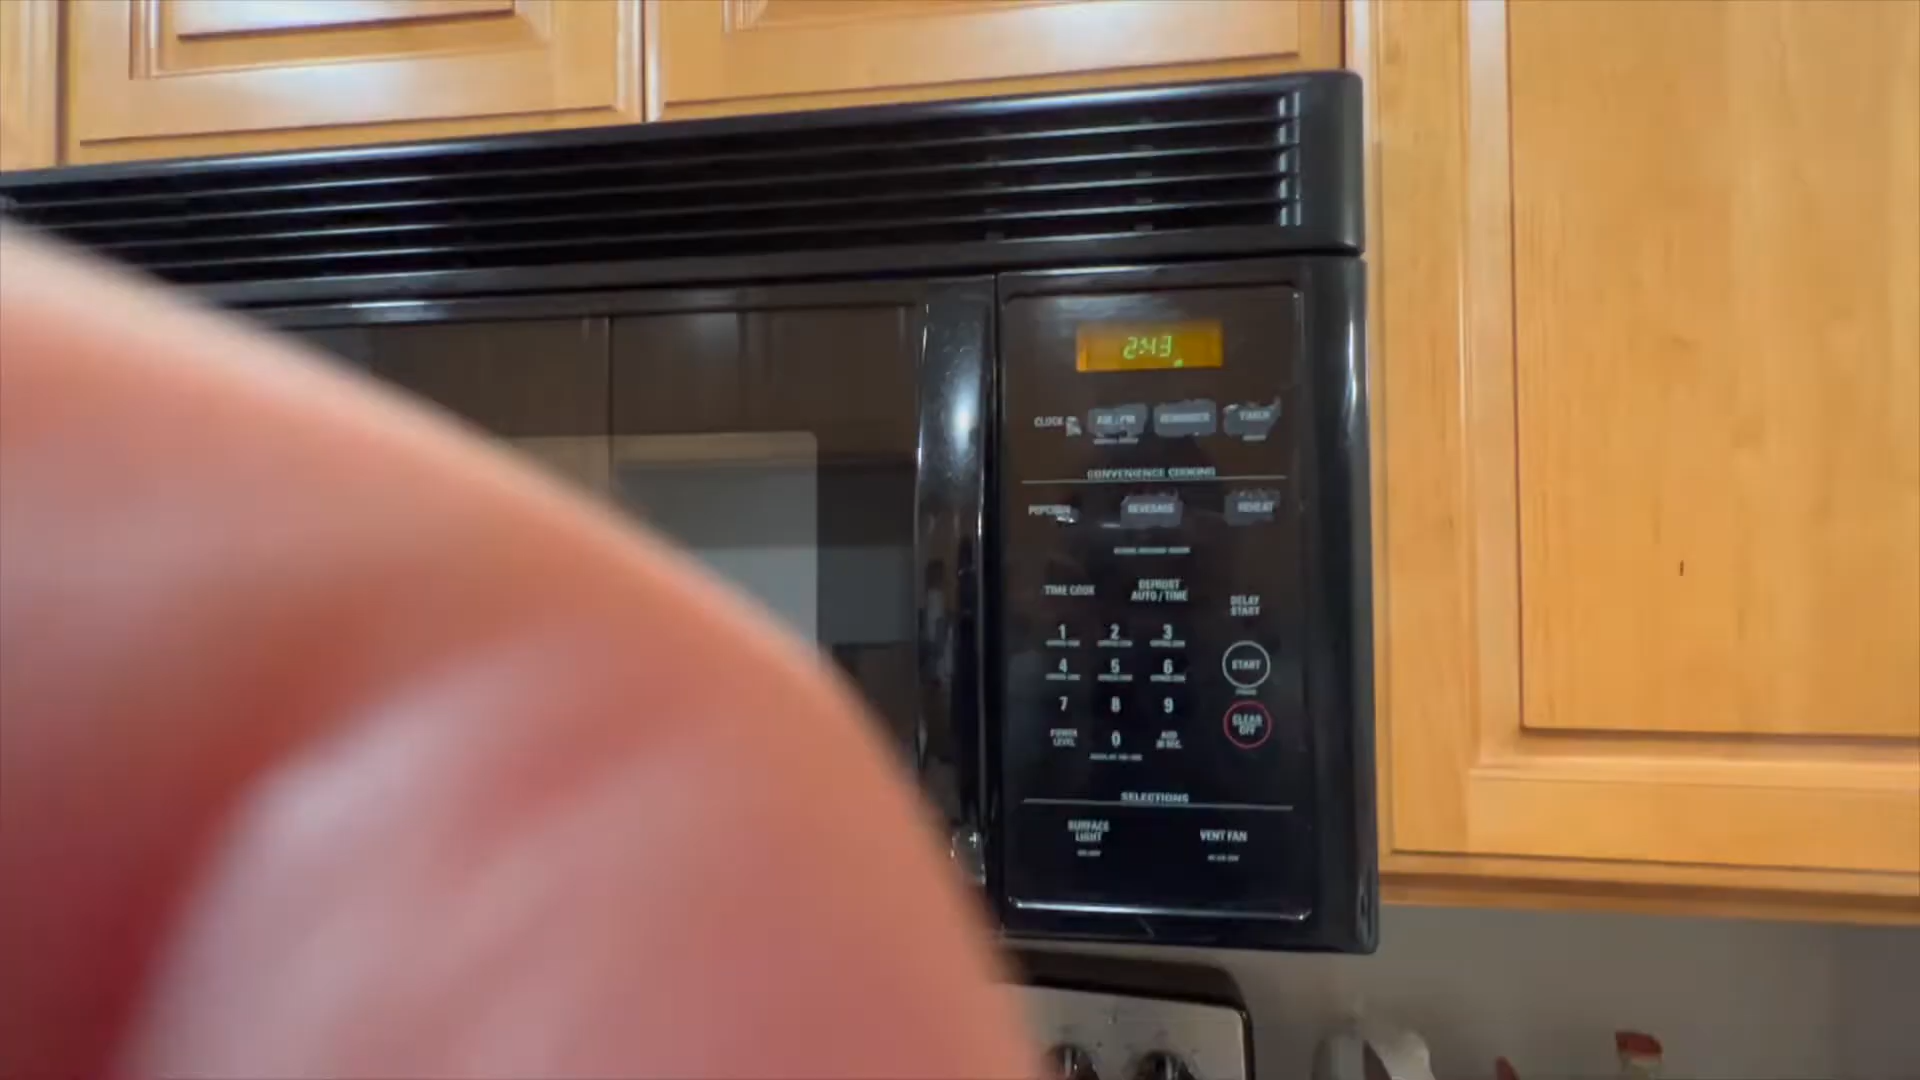 2:43
CLOCK AM / PM REMINDER TIMER
CONVENIENCE COOKING
POPCORN BEVERAGE REHEAT
TIME COOK
DEFROST
AUTO / TIME
DELAY
START
1 2 3
4 5 6
START
7 8 9
CLEAR
OFF
POWER
LEVEL
0
ADD
30 SEC.
SELECTIONS
SURFACE
LIGHT
VENT FAN